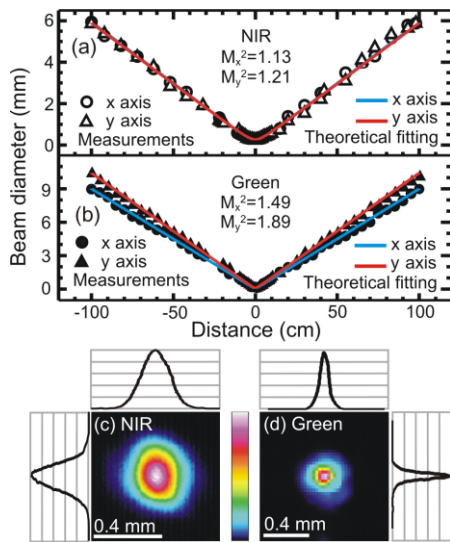 6
4
2
0
(a)
NIR
Mx²=1.13
My²=1.21
x axis
y axis
Measurements
x axis
y axis
Theoretical fitting
Beam diameter (mm)
9
6
3
0
(b)
Green
Mx²=1.49
My²=1.89
x axis
y axis
Measurements
x axis
y axis
Theoretical fitting
-100 -50 0 50 100
Distance (cm)
(c) NIR
0.4 mm
(d) Green
0.4 mm